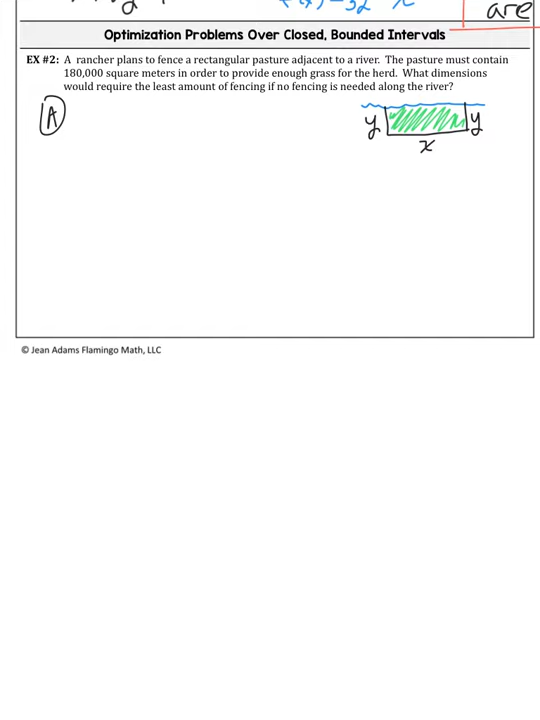 are
Optimization Problems Over Closed, Bounded Intervals
EX #2: A rancher plans to fence a rectangular pasture adjacent to a river. The pasture must contain
180,000 square meters in order to provide enough grass for the herd. What dimensions
would require the least amount of fencing if no fencing is needed along the river?
A
y y
x
© Jean Adams Flamingo Math, LLC